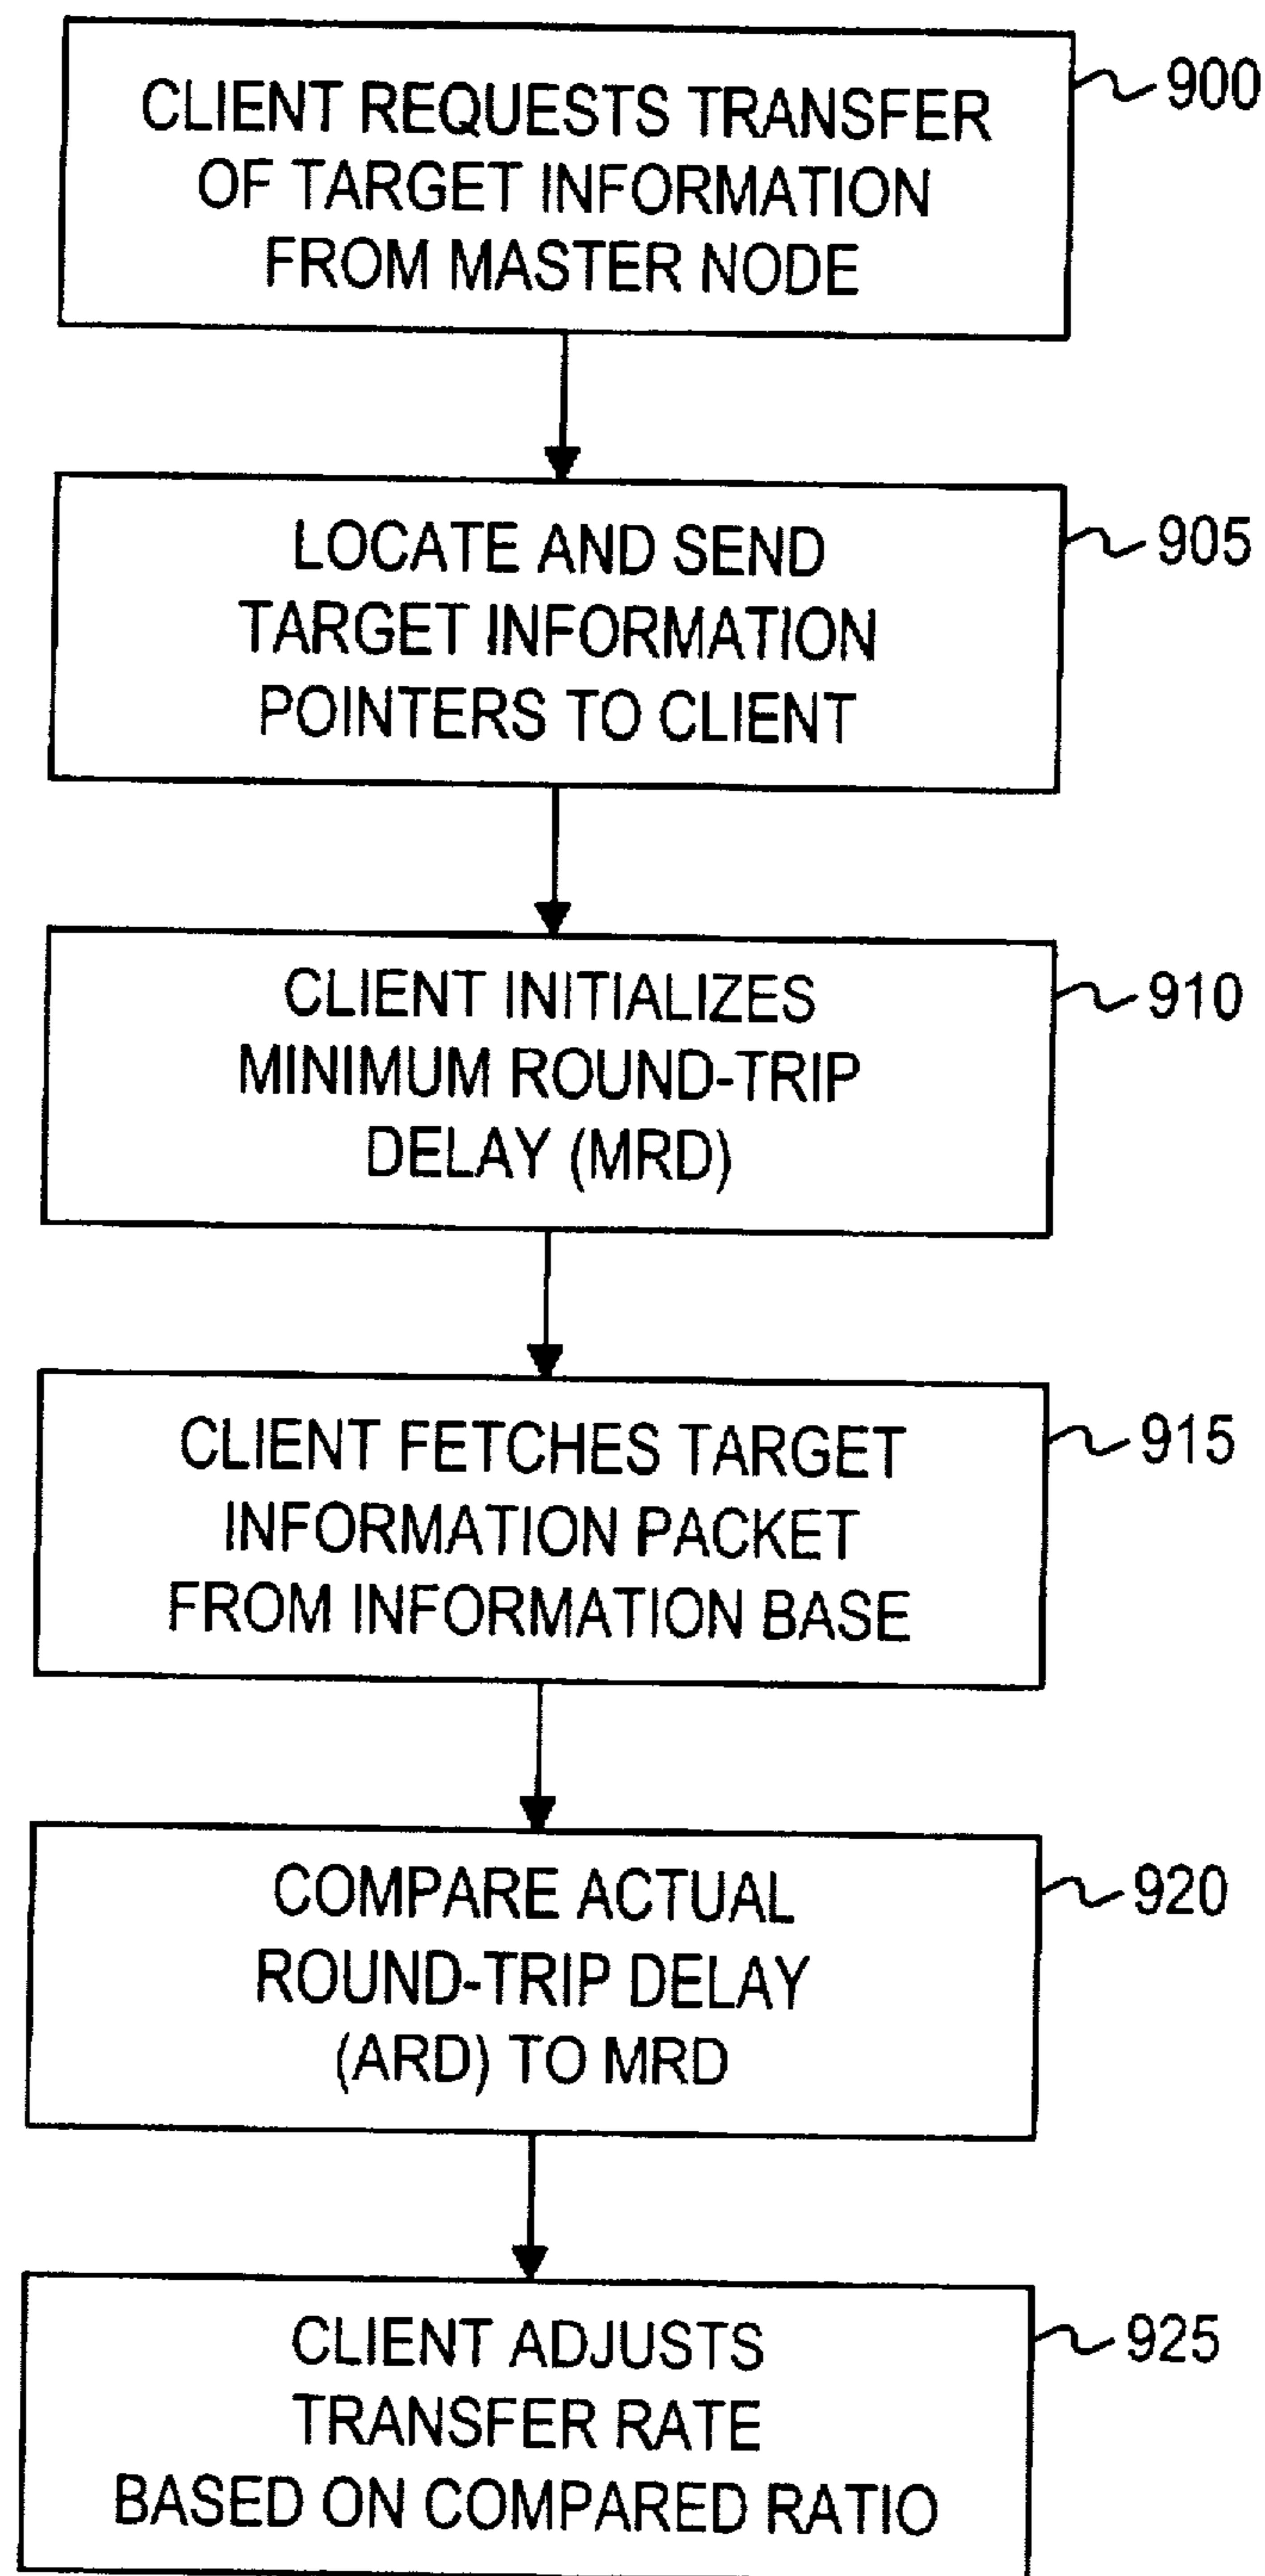 CLIENT REQUESTS TRANSFER
OF TARGET INFORMATION
FROM MASTER NODE
900
LOCATE AND SEND
TARGET INFORMATION
POINTERS TO CLIENT
905
CLIENT INITIALIZES
MINIMUM ROUND-TRIP
DELAY (MRD)
910
CLIENT FETCHES TARGET
INFORMATION PACKET
FROM INFORMATION BASE
915
COMPARE ACTUAL
ROUND-TRIP DELAY
(ARD) TO MRD
920
CLIENT ADJUSTS
TRANSFER RATE
BASED ON COMPARED RATIO
925